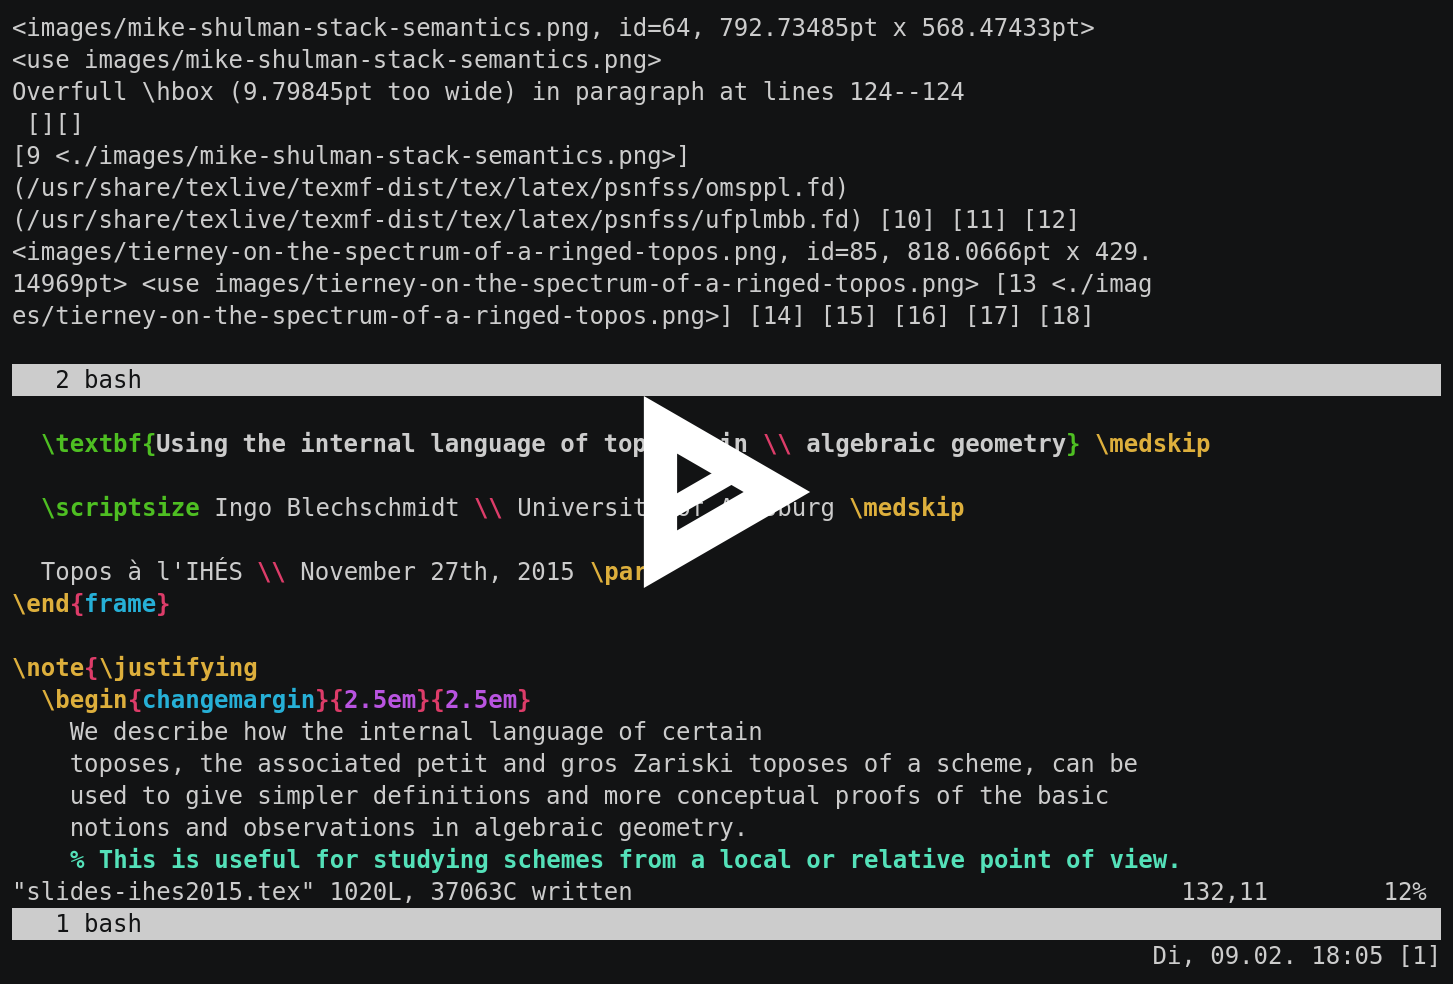 <images/mike-shulman-stack-semantics.png, id=64, 792.73485pt x 568.47433pt>
<use images/mike-shulman-stack-semantics.png>
Overfull \hbox (9.79845pt too wide) in paragraph at lines 124--124
[][]
[9 <./images/mike-shulman-stack-semantics.png>]
(/usr/share/texlive/texmf-dist/tex/latex/psnfss/omsppl.fd)
(/usr/share/texlive/texmf-dist/tex/latex/psnfss/ufplmbb.fd) [10] [11] [12]
<images/tierney-on-the-spectrum-of-a-ringed-topos.png, id=85, 818.0666pt x 429.
14969pt> <use images/tierney-on-the-spectrum-of-a-ringed-topos.png> [13 <./imag
es/tierney-on-the-spectrum-of-a-ringed-topos.png>] [14] [15] [16] [17] [18]
2 bash
\textbf{Using the internal language of in \\ algebraic geometry} \medskip
\scriptsize Ingo Blechschmidt \\ \medskip
Topos à l'IHÉS \\ November 27th, 2015 \par
\end{frame}
\note{\justifying
\begin{changemargin}{2.5em}{2.5em}
We describe how the internal language of certain
toposes, the associated petit and gros Zariski toposes of a scheme, can be
used to give simpler definitions and more conceptual proofs of the basic
notions and observations in algebraic geometry.
% This is useful for studying schemes from a local or relative point of view.
"slides-ihes2015.tex" 1020L, 37063C written 132,11 12%
1 bash
Di, 09.02. 18:05 [1]